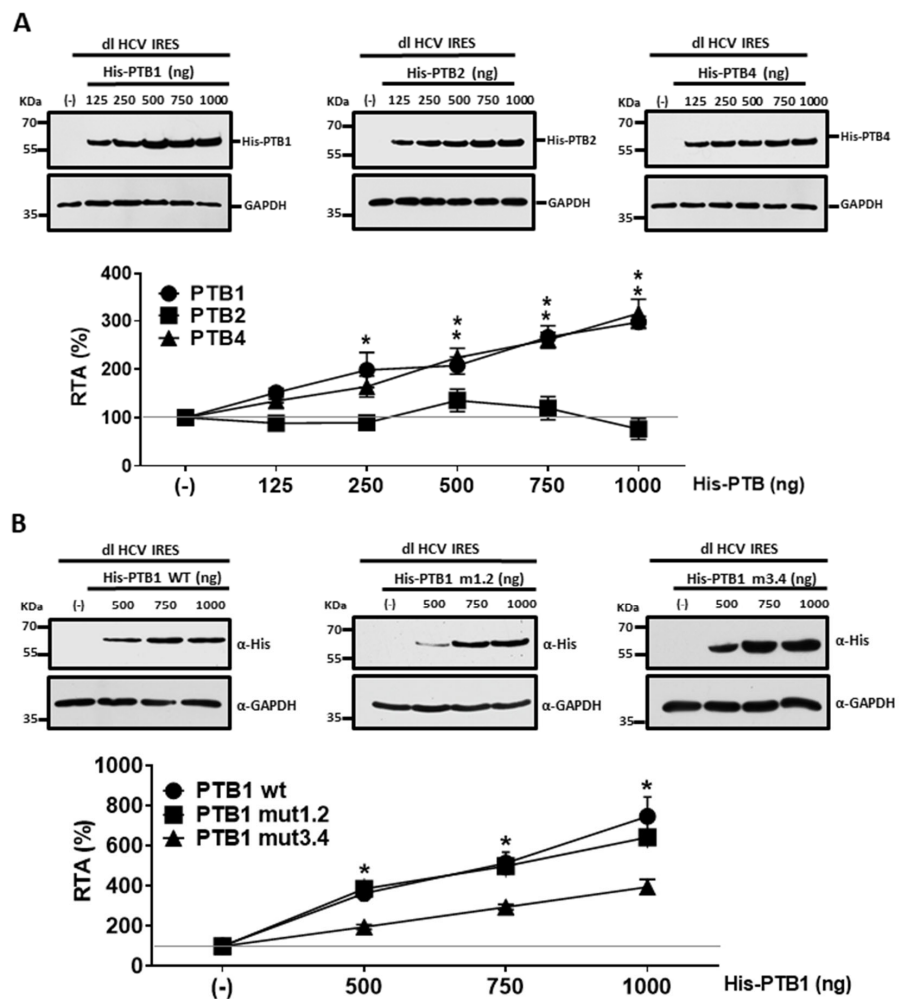 A
dl HCV IRES
His-PTB1 (ng)
KDa (-) 125 250 500 750 1000
70
55
His-PTB1
35
GAPDH
dl HCV IRES
His-PTB2 (ng)
KDa (-) 125 250 500 750 1000
70
55
His-PTB2
35
GAPDH
dl HCV IRES
His-PTB4 (ng)
KDa (-) 125 250 500 750 1000
70
55
His-PTB4
35
GAPDH
400
300
200
100
0
RTA (%)
PTB1
PTB2
PTB4
* * * * * * *
(-) 125 250 500 750 1000 His-PTB (ng)
B
dl HCV IRES
His-PTB1 WT (ng)
KDa (-) 500 750 1000
70
55
α-His
35
α-GAPDH
dl HCV IRES
His-PTB1 m1.2 (ng)
KDa (-) 500 750 1000
70
55
α-His
35
α-GAPDH
dl HCV IRES
His-PTB1 m3.4 (ng)
KDa (-) 500 750 1000
70
55
α-His
35
α-GAPDH
1000
800
600
400
200
0
RTA (%)
PTB1 wt
PTB1 mut1.2
PTB1 mut3.4
* * *
(-) 500 750 1000 His-PTB1 (ng)